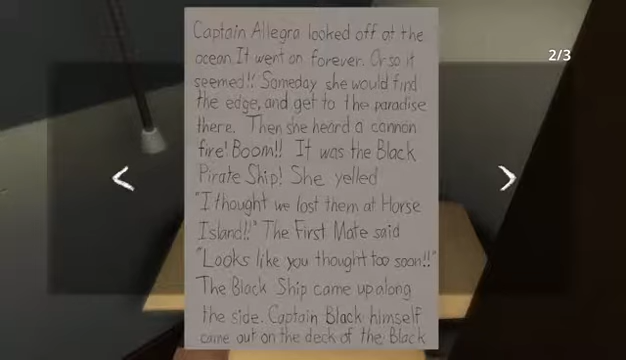 Captain Allegra looked off at the
2/3
ocean. It went on forever. Or so it
seemed!! Someday she would find
the edge, and get to the paradise
there. Then she heard a cannon
fire! Boom!! It was the Black
Pirate Ship! She yelled
"I thought we lost them at Horse
Island!!" The First Mate said
"Looks like you thought too soon!!"
The Black Ship came up along
the side. Captain Black himself
came out on the deck of the Black